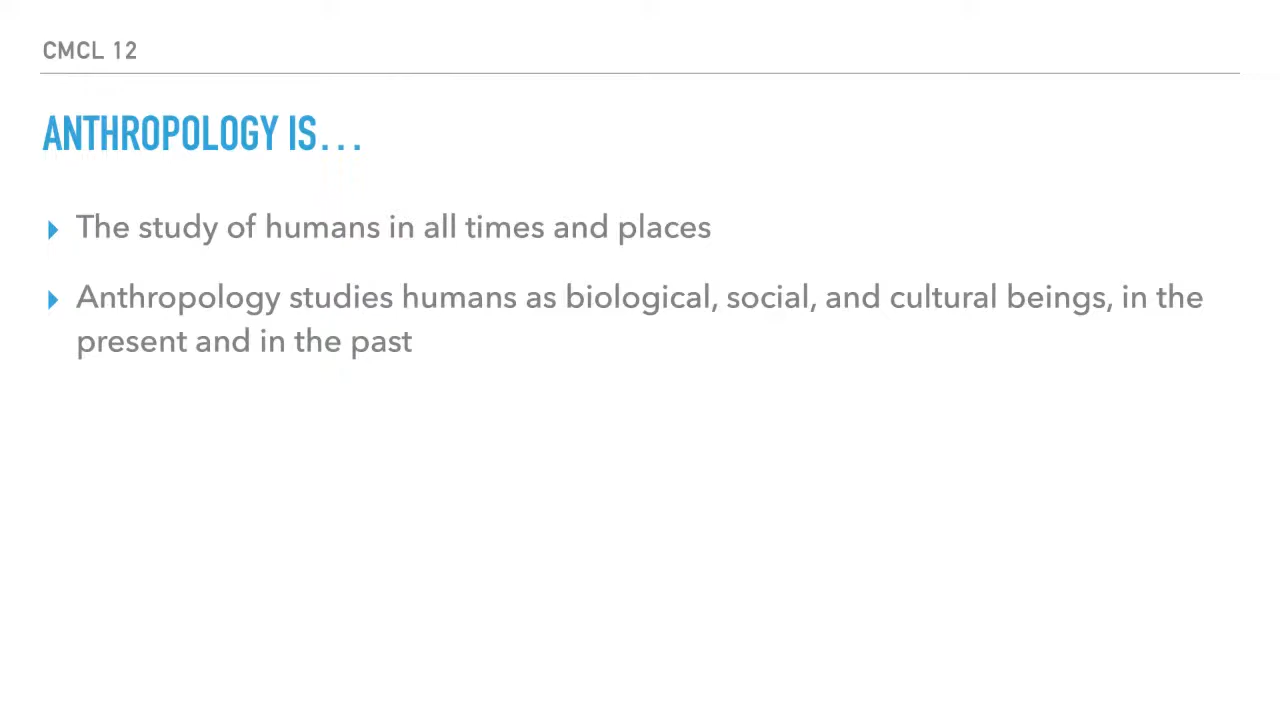 CMCL 12
ANTHROPOLOGY IS...
▸ The study of humans in all times and places
▸ Anthropology studies humans as biological, social, and cultural beings, in the
present and in the past